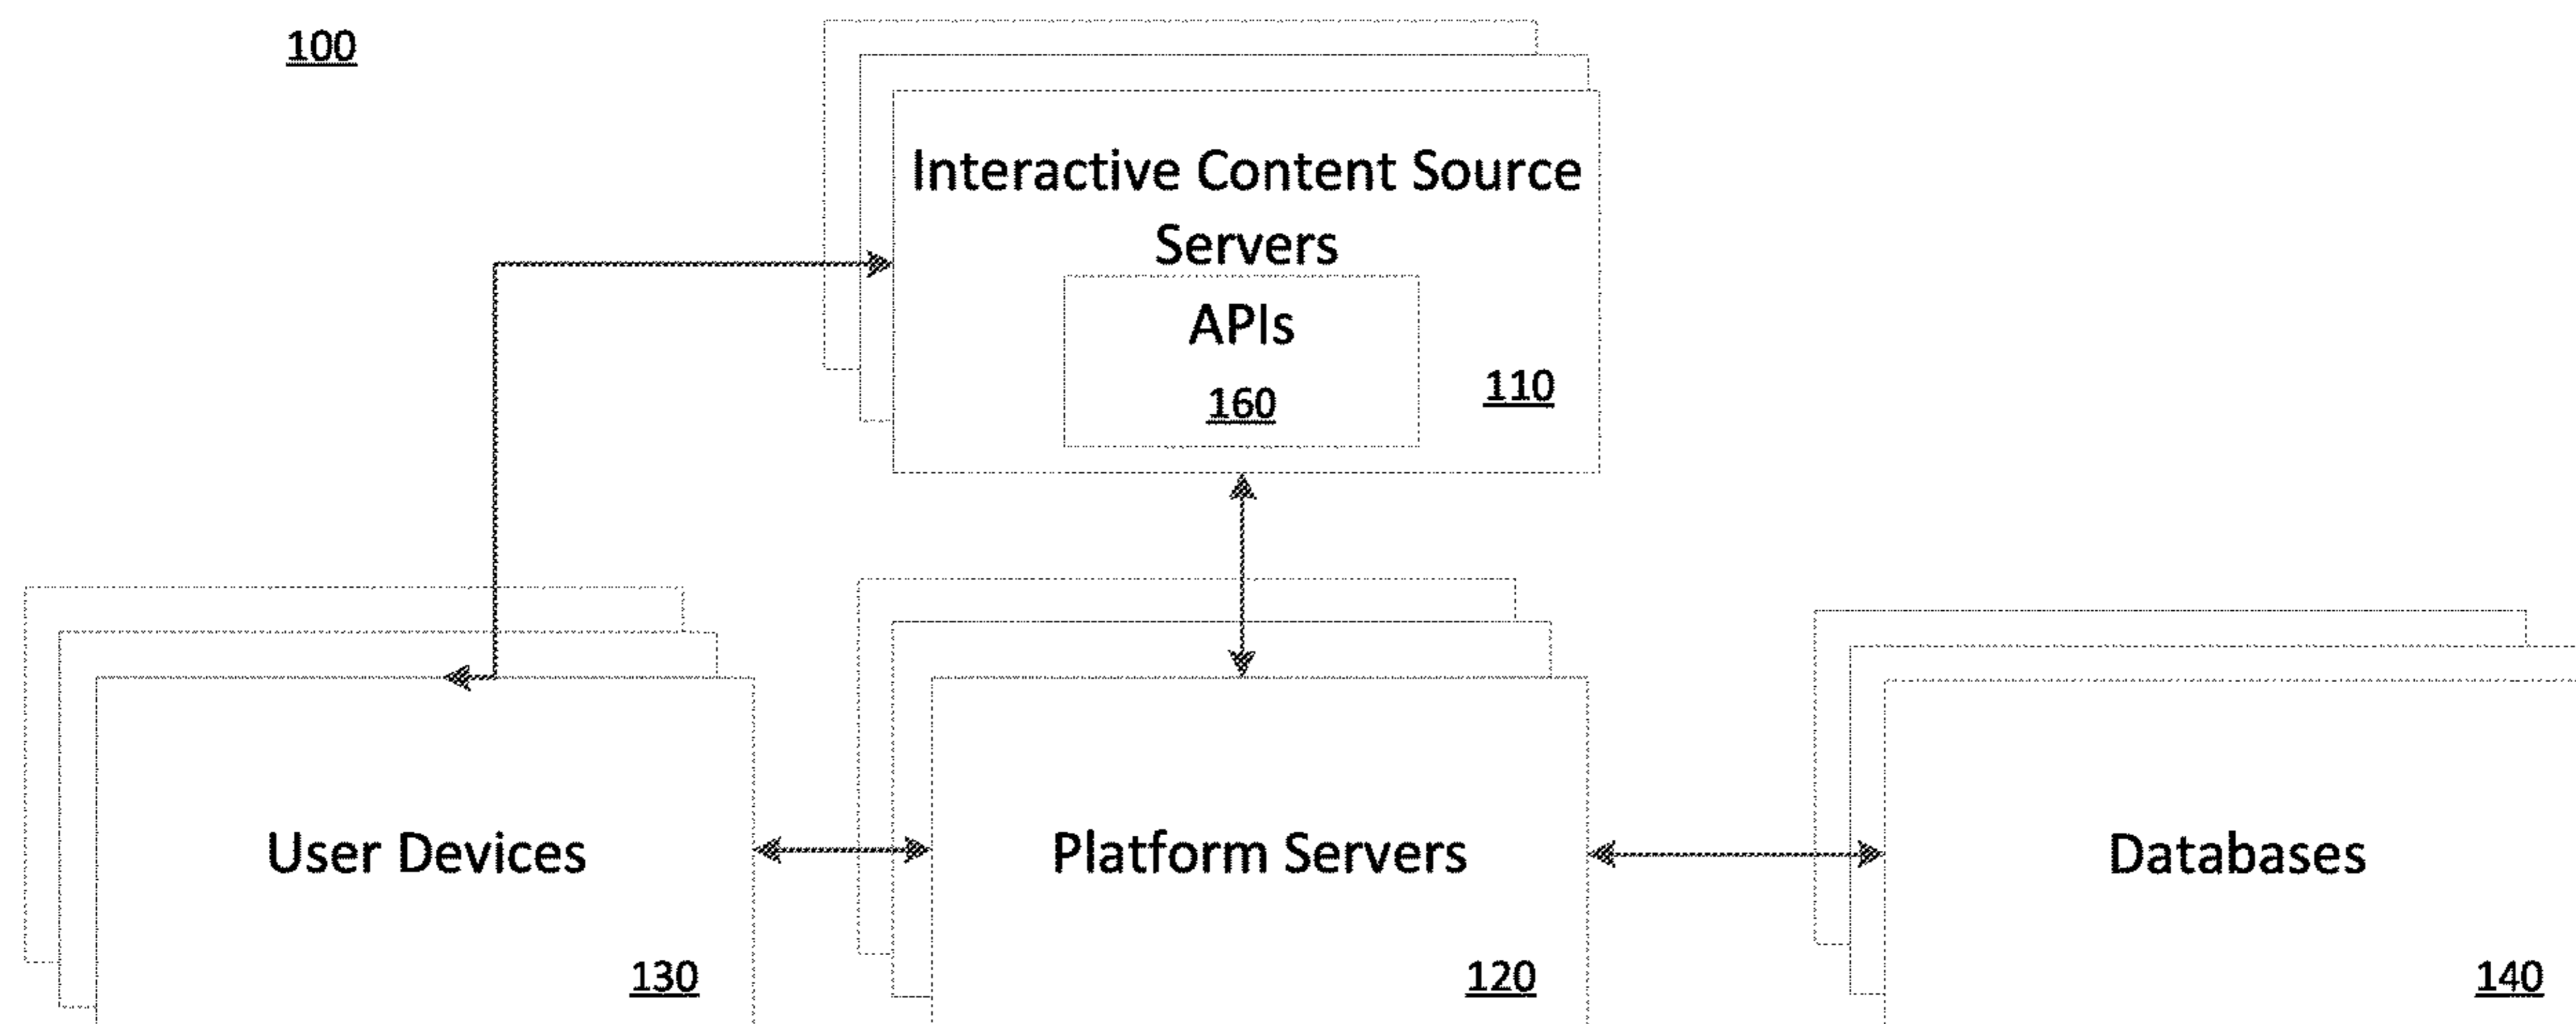 100
Interactive Content Source
Servers
APIs
160
110
User Devices
130
Platform Servers
120
Databases
140